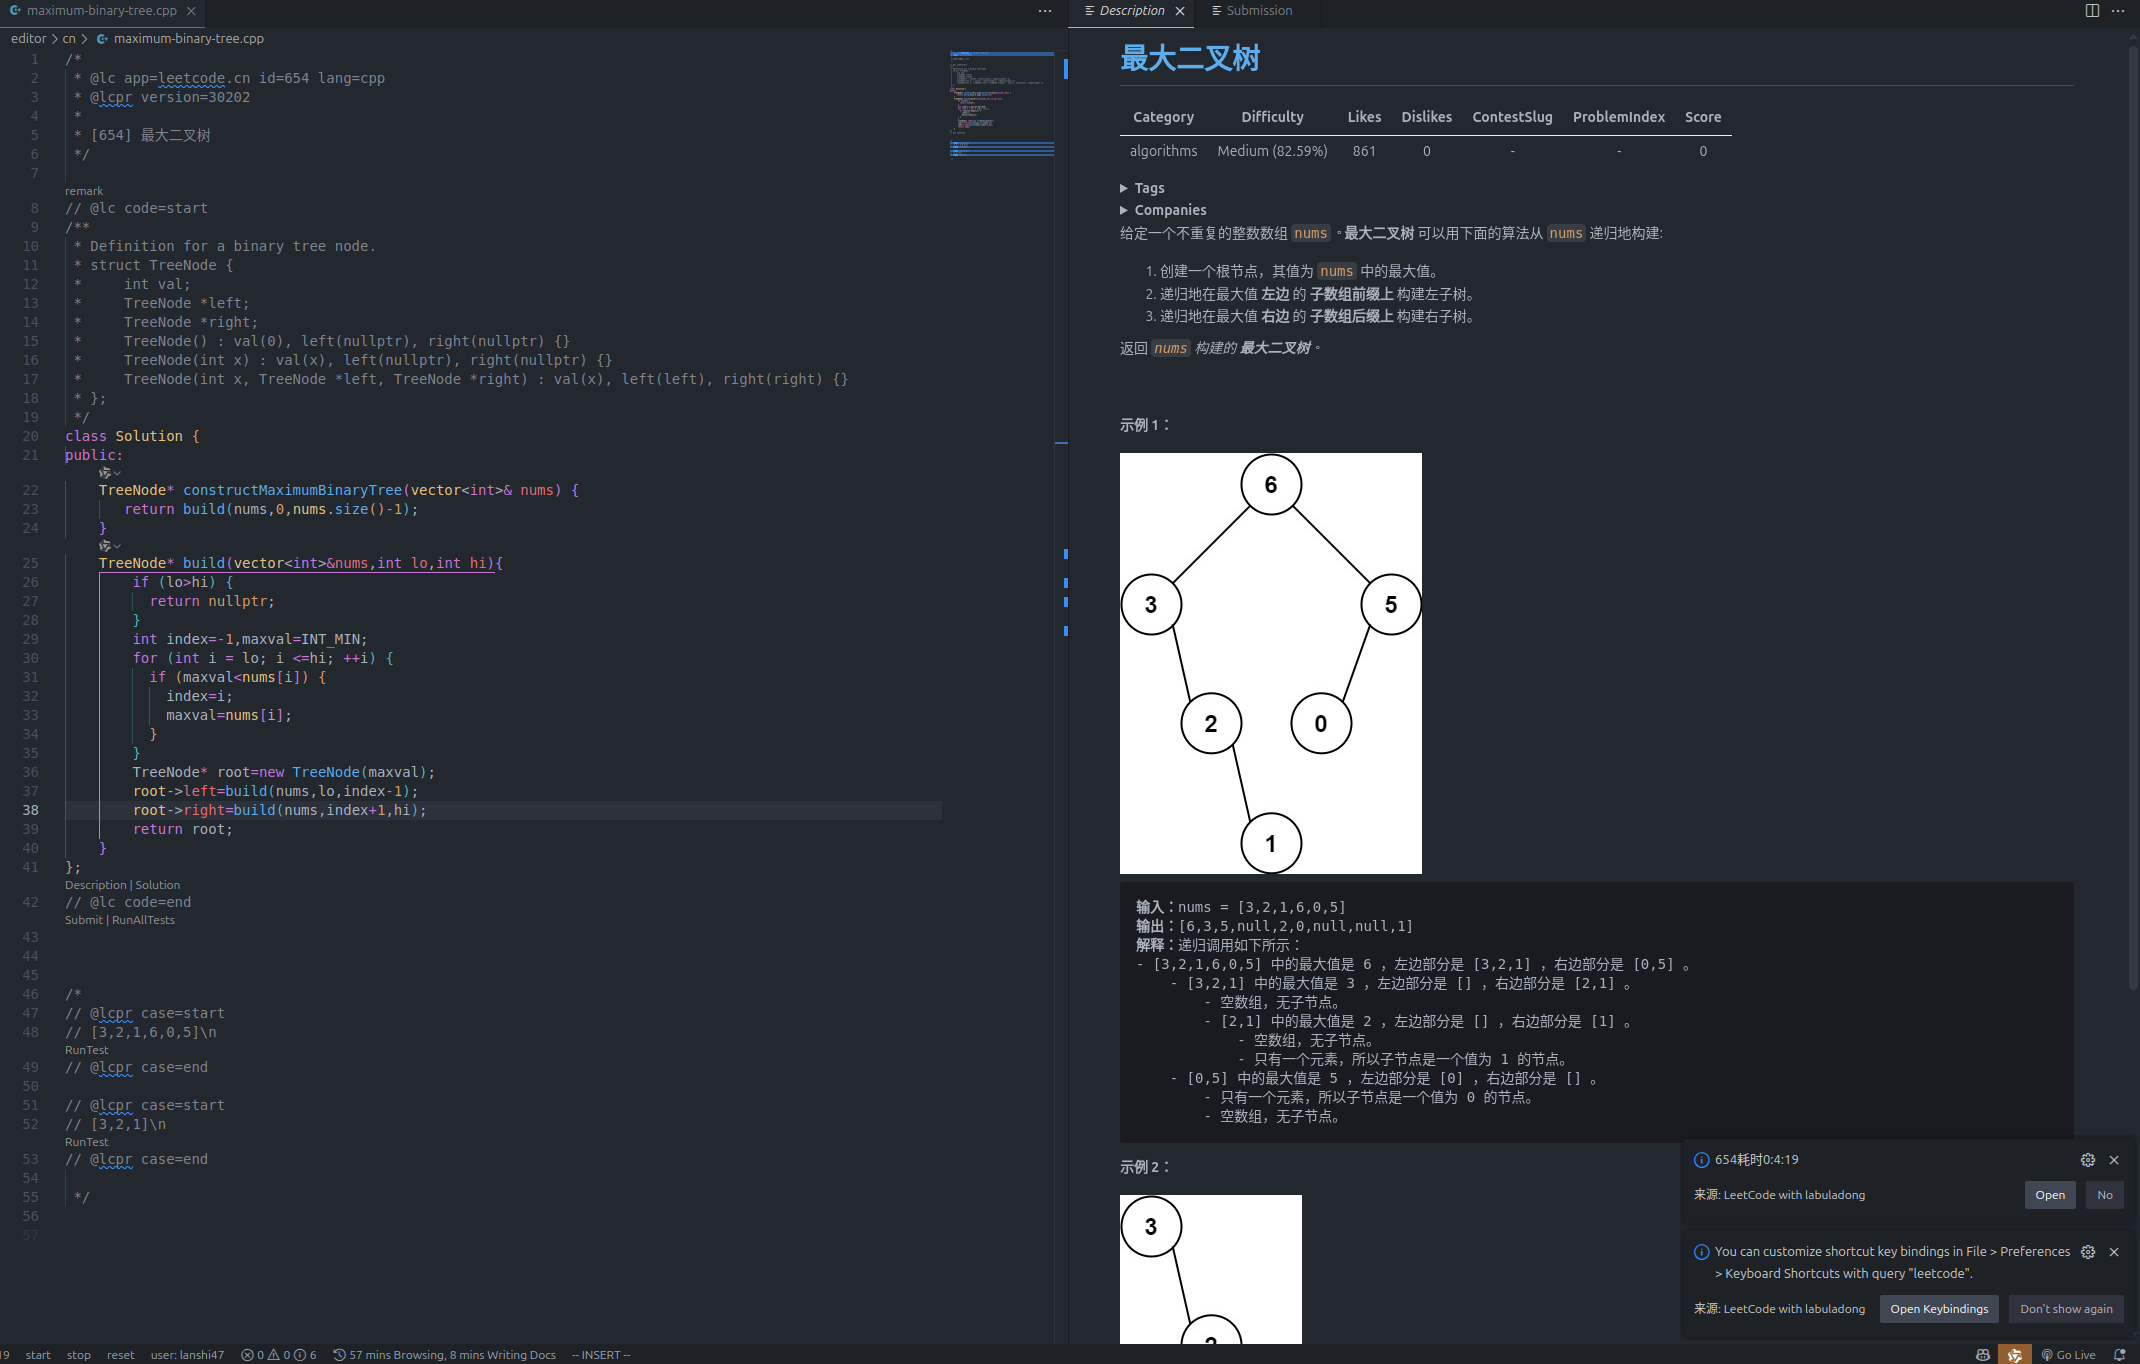 maximum-binary-tree.cpp
editor > cn > maximum-binary-tree.cpp
1 /*
2  * @lc app=leetcode.cn id=654 lang=cpp
3  * @lcpr version=30202
4  *
5  * [654] 最大二叉树
6  */
7
remark
8 // @lc code=start
9 /**
10  * Definition for a binary tree node.
11  * struct TreeNode {
12  *     int val;
13  *     TreeNode *left;
14  *     TreeNode *right;
15  *     TreeNode() : val(0), left(nullptr), right(nullptr) {}
16  *     TreeNode(int x) : val(x), left(nullptr), right(nullptr) {}
17  *     TreeNode(int x, TreeNode *left, TreeNode *right) : val(x), left(left), right(right) {}
18  * };
19  */
20 class Solution {
21 public:
22     TreeNode* constructMaximumBinaryTree(vector<int>& nums) {
23        return build(nums,0,nums.size()-1);
24     }
25     TreeNode* build(vector<int>&nums,int lo,int hi){
26         if (lo>hi) {
27           return nullptr;
28         }
29         int index=-1,maxval=INT_MIN;
30         for (int i = lo; i <=hi; ++i) {
31           if (maxval<nums[i]) {
32             index=i;
33             maxval=nums[i];
34           }
35         }
36         TreeNode* root=new TreeNode(maxval);
37         root->left=build(nums,lo,index-1);
38         root->right=build(nums,index+1,hi);
39         return root;
40     }
41 };
Description | Solution
42 // @lc code=end
Submit | RunAllTests
43
44
45
46 /*
47 // @lcpr case=start
48 // [3,2,1,6,0,5]\n
RunTest
49 // @lcpr case=end
50
51 // @lcpr case=start
52 // [3,2,1]\n
RunTest
53 // @lcpr case=end
54
55  */
56
57
Description Submission
最大二叉树
Category Difficulty Likes Dislikes ContestSlug ProblemIndex Score
algorithms Medium (82.59%) 861 0 - - 0
Tags
Companies
给定一个不重复的整数数组 nums 。最大二叉树 可以用下面的算法从 nums 递归地构建:
1. 创建一个根节点，其值为 nums 中的最大值。
2. 递归地在最大值 左边 的 子数组前缀上 构建左子树。
3. 递归地在最大值 右边 的 子数组后缀上 构建右子树。
返回 nums 构建的 最大二叉树 。
示例 1：
6
3 5
2 0
1
输入：nums = [3,2,1,6,0,5]
输出：[6,3,5,null,2,0,null,null,1]
解释：递归调用如下所示：
- [3,2,1,6,0,5] 中的最大值是 6 ，左边部分是 [3,2,1] ，右边部分是 [0,5] 。
    - [3,2,1] 中的最大值是 3 ，左边部分是 [] ，右边部分是 [2,1] 。
        - 空数组，无子节点。
        - [2,1] 中的最大值是 2 ，左边部分是 [] ，右边部分是 [1] 。
            - 空数组，无子节点。
            - 只有一个元素，所以子节点是一个值为 1 的节点。
    - [0,5] 中的最大值是 5 ，左边部分是 [0] ，右边部分是 [] 。
        - 只有一个元素，所以子节点是一个值为 0 的节点。
        - 空数组，无子节点。
示例 2：
3
654耗时0:4:19
来源: LeetCode with labuladong Open No
You can customize shortcut key bindings in File > Preferences
> Keyboard Shortcuts with query "leetcode".
来源: LeetCode with labuladong Open Keybindings Don't show again
19 start stop reset user: lanshi47 0 0 6 57 mins Browsing, 8 mins Writing Docs -- INSERT -- Go Live